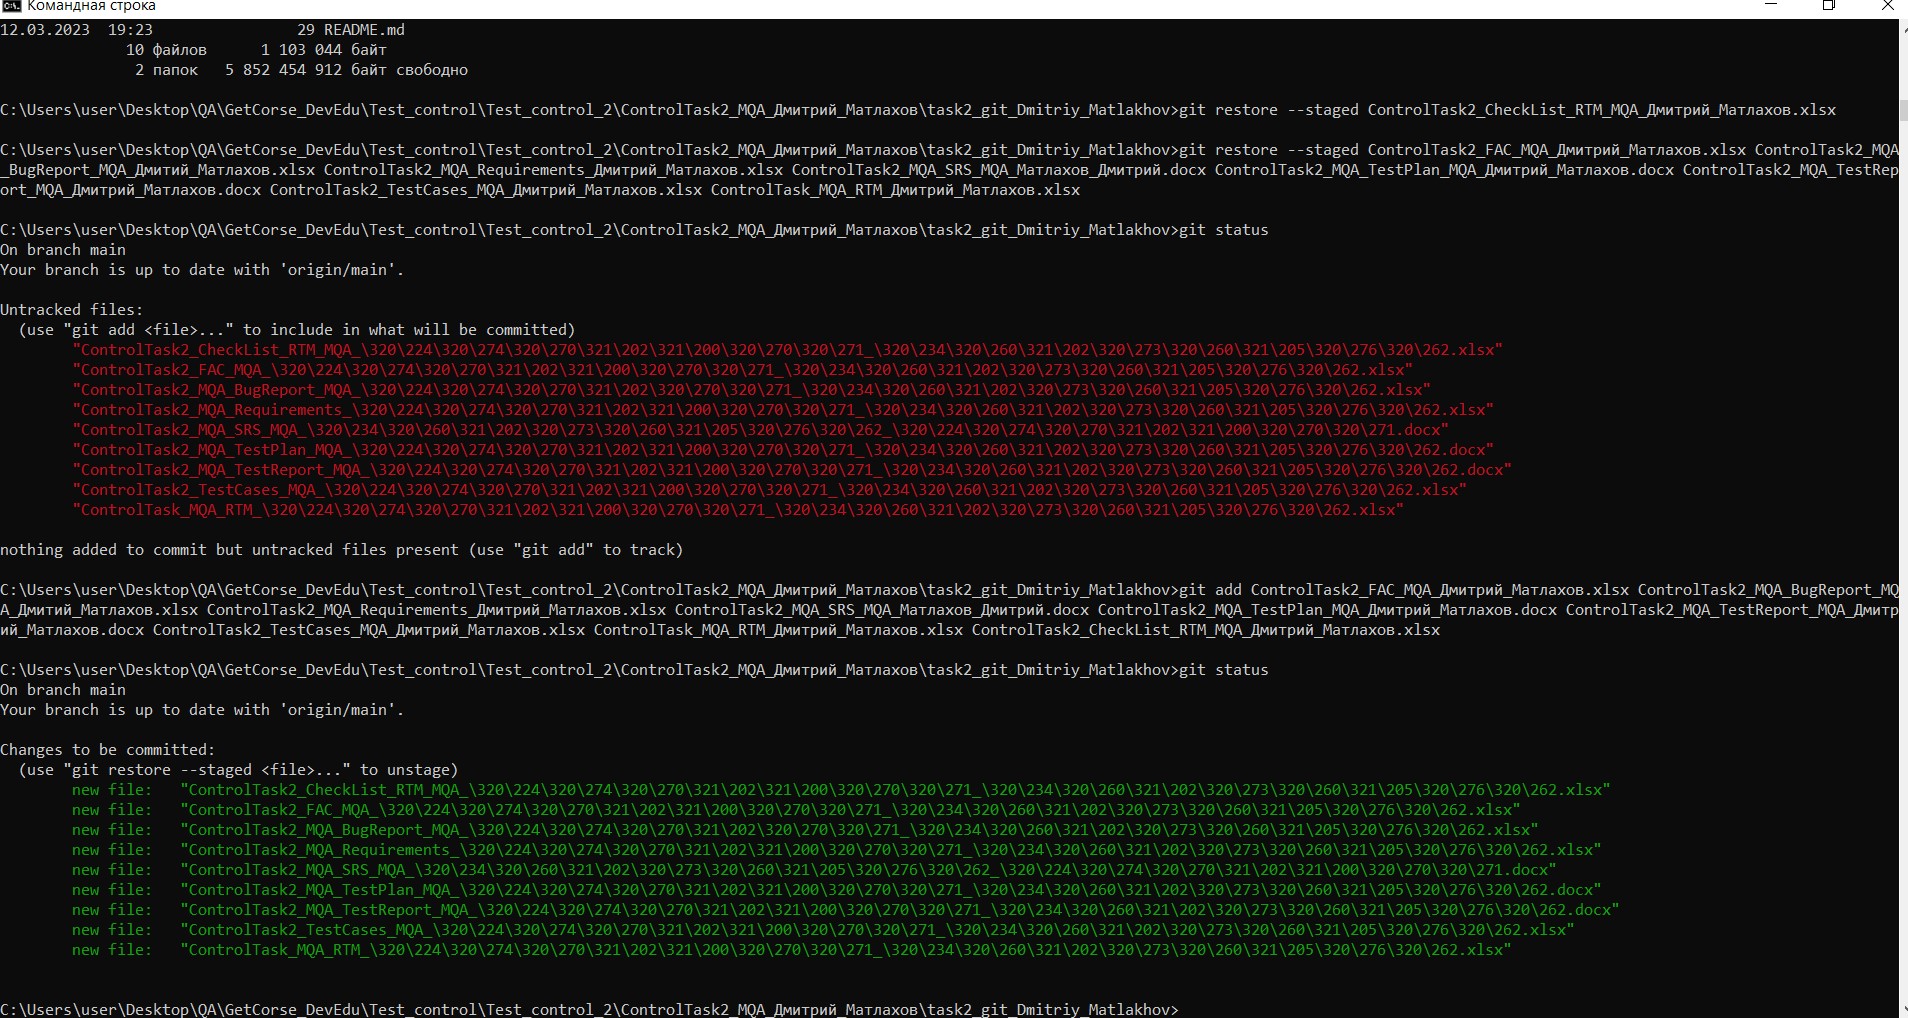 Командная строка
12.03.2023  19:23                29 README.md
              10 файлов      1 103 044 байт
               2 папок   5 852 454 912 байт свободно
C:\Users\user\Desktop\QA\GetCorse_DevEdu\Test_control\Test_control_2\ControlTask2_MQA_Дмитрий_Матлахов\task2_git_Dmitriy_Matlakhov>git restore --staged ControlTask2_CheckList_RTM_MQA_Дмитрий_Матлахов.xlsx
C:\Users\user\Desktop\QA\GetCorse_DevEdu\Test_control\Test_control_2\ControlTask2_MQA_Дмитрий_Матлахов\task2_git_Dmitriy_Matlakhov>git restore --staged ControlTask2_FAC_MQA_Дмитрий_Матлахов.xlsx ControlTask2_MQA
_BugReport_MQA_Дмитий_Матлахов.xlsx ControlTask2_MQA_Requirements_Дмитрий_Матлахов.xlsx ControlTask2_MQA_SRS_MQA_Матлахов_Дмитрий.docx ControlTask2_MQA_TestPlan_MQA_Дмитрий_Матлахов.docx ControlTask2_MQA_TestRep
ort_MQA_Дмитрий_Матлахов.docx ControlTask2_TestCases_MQA_Дмитрий_Матлахов.xlsx ControlTask_MQA_RTM_Дмитрий_Матлахов.xlsx
C:\Users\user\Desktop\QA\GetCorse_DevEdu\Test_control\Test_control_2\ControlTask2_MQA_Дмитрий_Матлахов\task2_git_Dmitriy_Matlakhov>git status
On branch main
Your branch is up to date with 'origin/main'.
Untracked files:
  (use "git add <file>..." to include in what will be committed)
        "ControlTask2_CheckList_RTM_MQA_\320\224\320\274\320\270\321\202\321\200\320\270\320\271_\320\234\320\260\321\202\320\273\320\260\321\205\320\276\320\262.xlsx"
        "ControlTask2_FAC_MQA_\320\224\320\274\320\270\321\202\321\200\320\270\320\271_\320\234\320\260\321\202\320\273\320\260\321\205\320\276\320\262.xlsx"
        "ControlTask2_MQA_BugReport_MQA_\320\224\320\274\320\270\321\202\320\270\320\271_\320\234\320\260\321\202\320\273\320\260\321\205\320\276\320\262.xlsx"
        "ControlTask2_MQA_Requirements_\320\224\320\274\320\270\321\202\321\200\320\270\320\271_\320\234\320\260\321\202\320\273\320\260\321\205\320\276\320\262.xlsx"
        "ControlTask2_MQA_SRS_MQA_\320\234\320\260\321\202\320\273\320\260\321\205\320\276\320\262_\320\224\320\274\320\270\321\202\321\200\320\270\320\271.docx"
        "ControlTask2_MQA_TestPlan_MQA_\320\224\320\274\320\270\321\202\321\200\320\270\320\271_\320\234\320\260\321\202\320\273\320\260\321\205\320\276\320\262.docx"
        "ControlTask2_MQA_TestReport_MQA_\320\224\320\274\320\270\321\202\321\200\320\270\320\271_\320\234\320\260\321\202\320\273\320\260\321\205\320\276\320\262.docx"
        "ControlTask2_TestCases_MQA_\320\224\320\274\320\270\321\202\321\200\320\270\320\271_\320\234\320\260\321\202\320\273\320\260\321\205\320\276\320\262.xlsx"
        "ControlTask_MQA_RTM_\320\224\320\274\320\270\321\202\321\200\320\270\320\271_\320\234\320\260\321\202\320\273\320\260\321\205\320\276\320\262.xlsx"
nothing added to commit but untracked files present (use "git add" to track)
C:\Users\user\Desktop\QA\GetCorse_DevEdu\Test_control\Test_control_2\ControlTask2_MQA_Дмитрий_Матлахов\task2_git_Dmitriy_Matlakhov>git add ControlTask2_FAC_MQA_Дмитрий_Матлахов.xlsx ControlTask2_MQA_BugReport_MQ
A_Дмитий_Матлахов.xlsx ControlTask2_MQA_Requirements_Дмитрий_Матлахов.xlsx ControlTask2_MQA_SRS_MQA_Матлахов_Дмитрий.docx ControlTask2_MQA_TestPlan_MQA_Дмитрий_Матлахов.docx ControlTask2_MQA_TestReport_MQA_Дмитр
ий_Матлахов.docx ControlTask2_TestCases_MQA_Дмитрий_Матлахов.xlsx ControlTask_MQA_RTM_Дмитрий_Матлахов.xlsx ControlTask2_CheckList_RTM_MQA_Дмитрий_Матлахов.xlsx
C:\Users\user\Desktop\QA\GetCorse_DevEdu\Test_control\Test_control_2\ControlTask2_MQA_Дмитрий_Матлахов\task2_git_Dmitriy_Matlakhov>git status
On branch main
Your branch is up to date with 'origin/main'.
Changes to be committed:
  (use "git restore --staged <file>..." to unstage)
        new file:   "ControlTask2_CheckList_RTM_MQA_\320\224\320\274\320\270\321\202\321\200\320\270\320\271_\320\234\320\260\321\202\320\273\320\260\321\205\320\276\320\262.xlsx"
        new file:   "ControlTask2_FAC_MQA_\320\224\320\274\320\270\321\202\321\200\320\270\320\271_\320\234\320\260\321\202\320\273\320\260\321\205\320\276\320\262.xlsx"
        new file:   "ControlTask2_MQA_BugReport_MQA_\320\224\320\274\320\270\321\202\320\270\320\271_\320\234\320\260\321\202\320\273\320\260\321\205\320\276\320\262.xlsx"
        new file:   "ControlTask2_MQA_Requirements_\320\224\320\274\320\270\321\202\321\200\320\270\320\271_\320\234\320\260\321\202\320\273\320\260\321\205\320\276\320\262.xlsx"
        new file:   "ControlTask2_MQA_SRS_MQA_\320\234\320\260\321\202\320\273\320\260\321\205\320\276\320\262_\320\224\320\274\320\270\321\202\321\200\320\270\320\271.docx"
        new file:   "ControlTask2_MQA_TestPlan_MQA_\320\224\320\274\320\270\321\202\321\200\320\270\320\271_\320\234\320\260\321\202\320\273\320\260\321\205\320\276\320\262.docx"
        new file:   "ControlTask2_MQA_TestReport_MQA_\320\224\320\274\320\270\321\202\321\200\320\270\320\271_\320\234\320\260\321\202\320\273\320\260\321\205\320\276\320\262.docx"
        new file:   "ControlTask2_TestCases_MQA_\320\224\320\274\320\270\321\202\321\200\320\270\320\271_\320\234\320\260\321\202\320\273\320\260\321\205\320\276\320\262.xlsx"
        new file:   "ControlTask_MQA_RTM_\320\224\320\274\320\270\321\202\321\200\320\270\320\271_\320\234\320\260\321\202\320\273\320\260\321\205\320\276\320\262.xlsx"
C:\Users\user\Desktop\QA\GetCorse_DevEdu\Test_control\Test_control_2\ControlTask2_MQA_Дмитрий_Матлахов\task2_git_Dmitriy_Matlakhov>